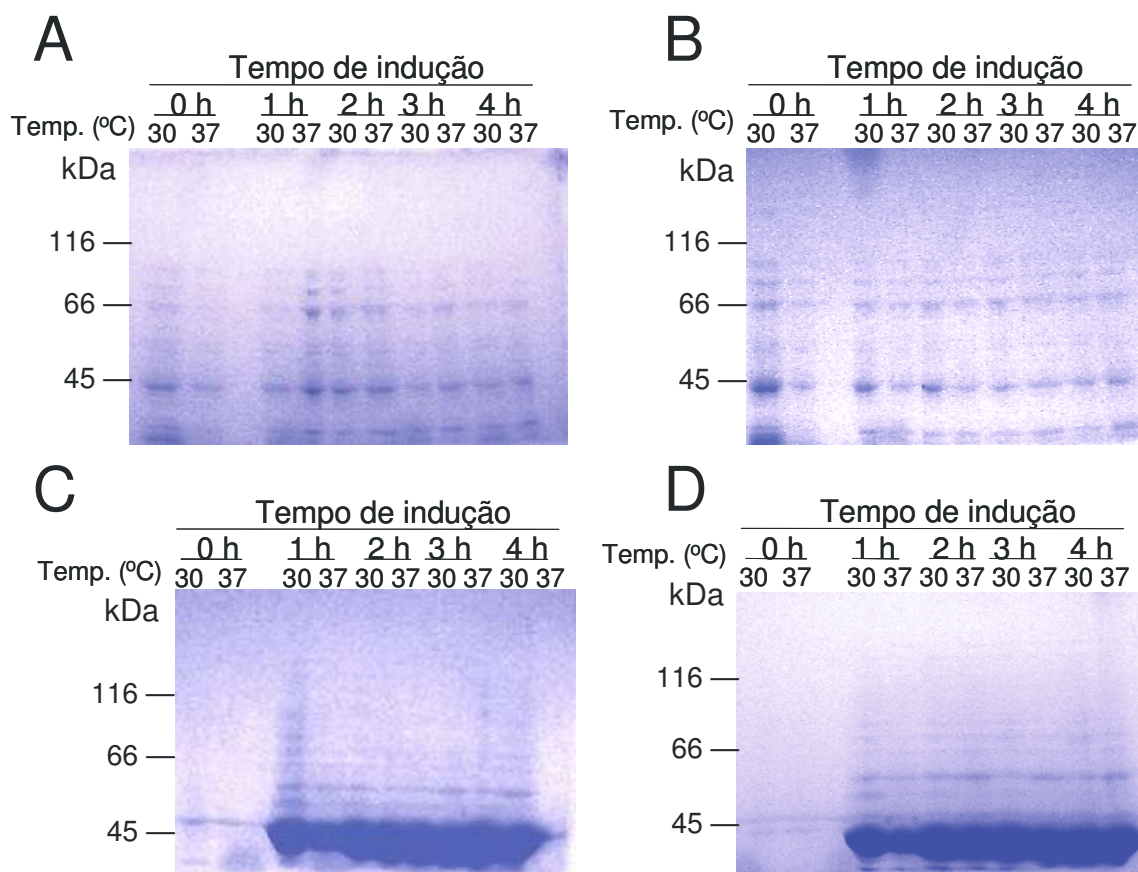 A
Tempo de indução
0 h 1 h 2 h 3 h 4 h
Temp. (ºC) 30 37 30 37 30 37 30 37 30 37
kDa
116
66
45
B
Tempo de indução
0 h 1 h 2 h 3 h 4 h
Temp. (ºC) 30 37 30 37 30 37 30 37 30 37
kDa
116
66
45
C
Tempo de indução
0 h 1 h 2 h 3 h 4 h
Temp. (ºC) 30 37 30 37 30 37 30 37 30 37
kDa
116
66
45
D
Tempo de indução
0 h 1 h 2 h 3 h 4 h
Temp. (ºC) 30 37 30 37 30 37 30 37 30 37
kDa
116
66
45